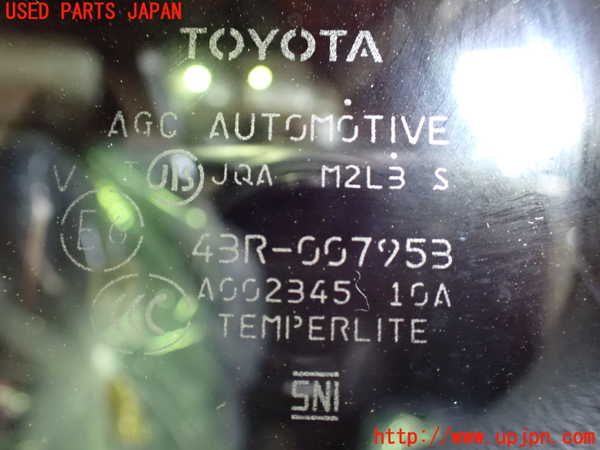 USED PARTS JAPAN
TOYOTA
AGC AUTOMOTIVE
V T JIS JQA M2L3 S
E6 43R-007953
CCC A002345 10A
TEMPERLITE
SNI
http://www.upjpn.com